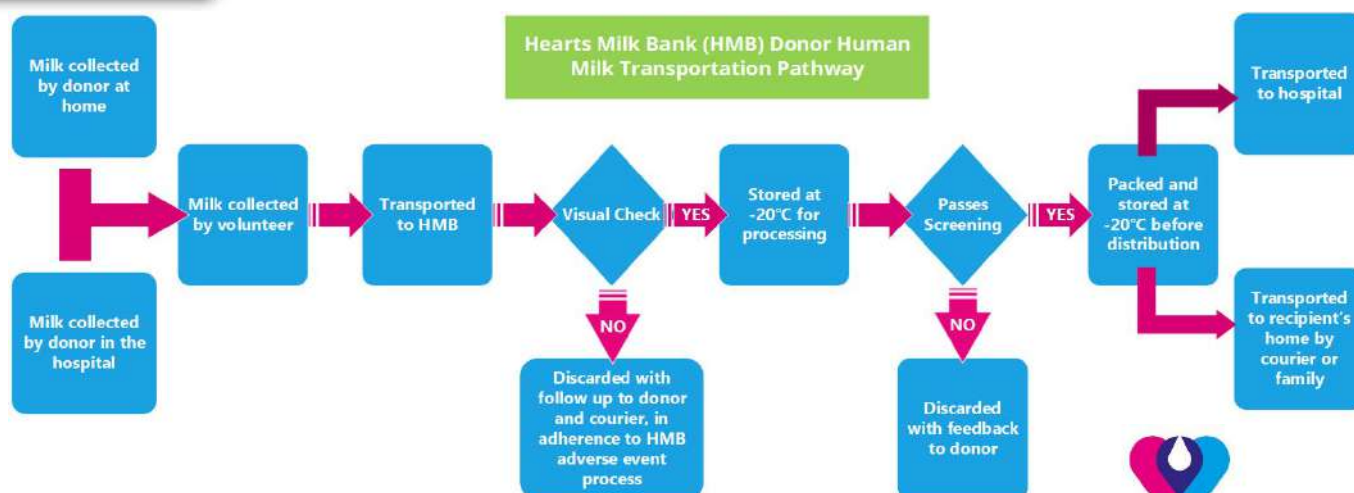 Hearts Milk Bank (HMB) Donor Human
Milk Transportation Pathway
Milk collected
by donor at
home
Milk collected
by donor in the
hospital
Milk collected
by volunteer
Transported
to HMB
Visual Check
YES
NO
Discarded with
follow up to donor
and courier, in
adherence to HMB
adverse event
process
Stored at
-20°C for
processing
Passes
Screening
YES
NO
Discarded
with feedback
to donor
Packed and
stored at
-20°C before
distribution
Transported
to hospital
Transported
to recipient's
home by
courier or
family